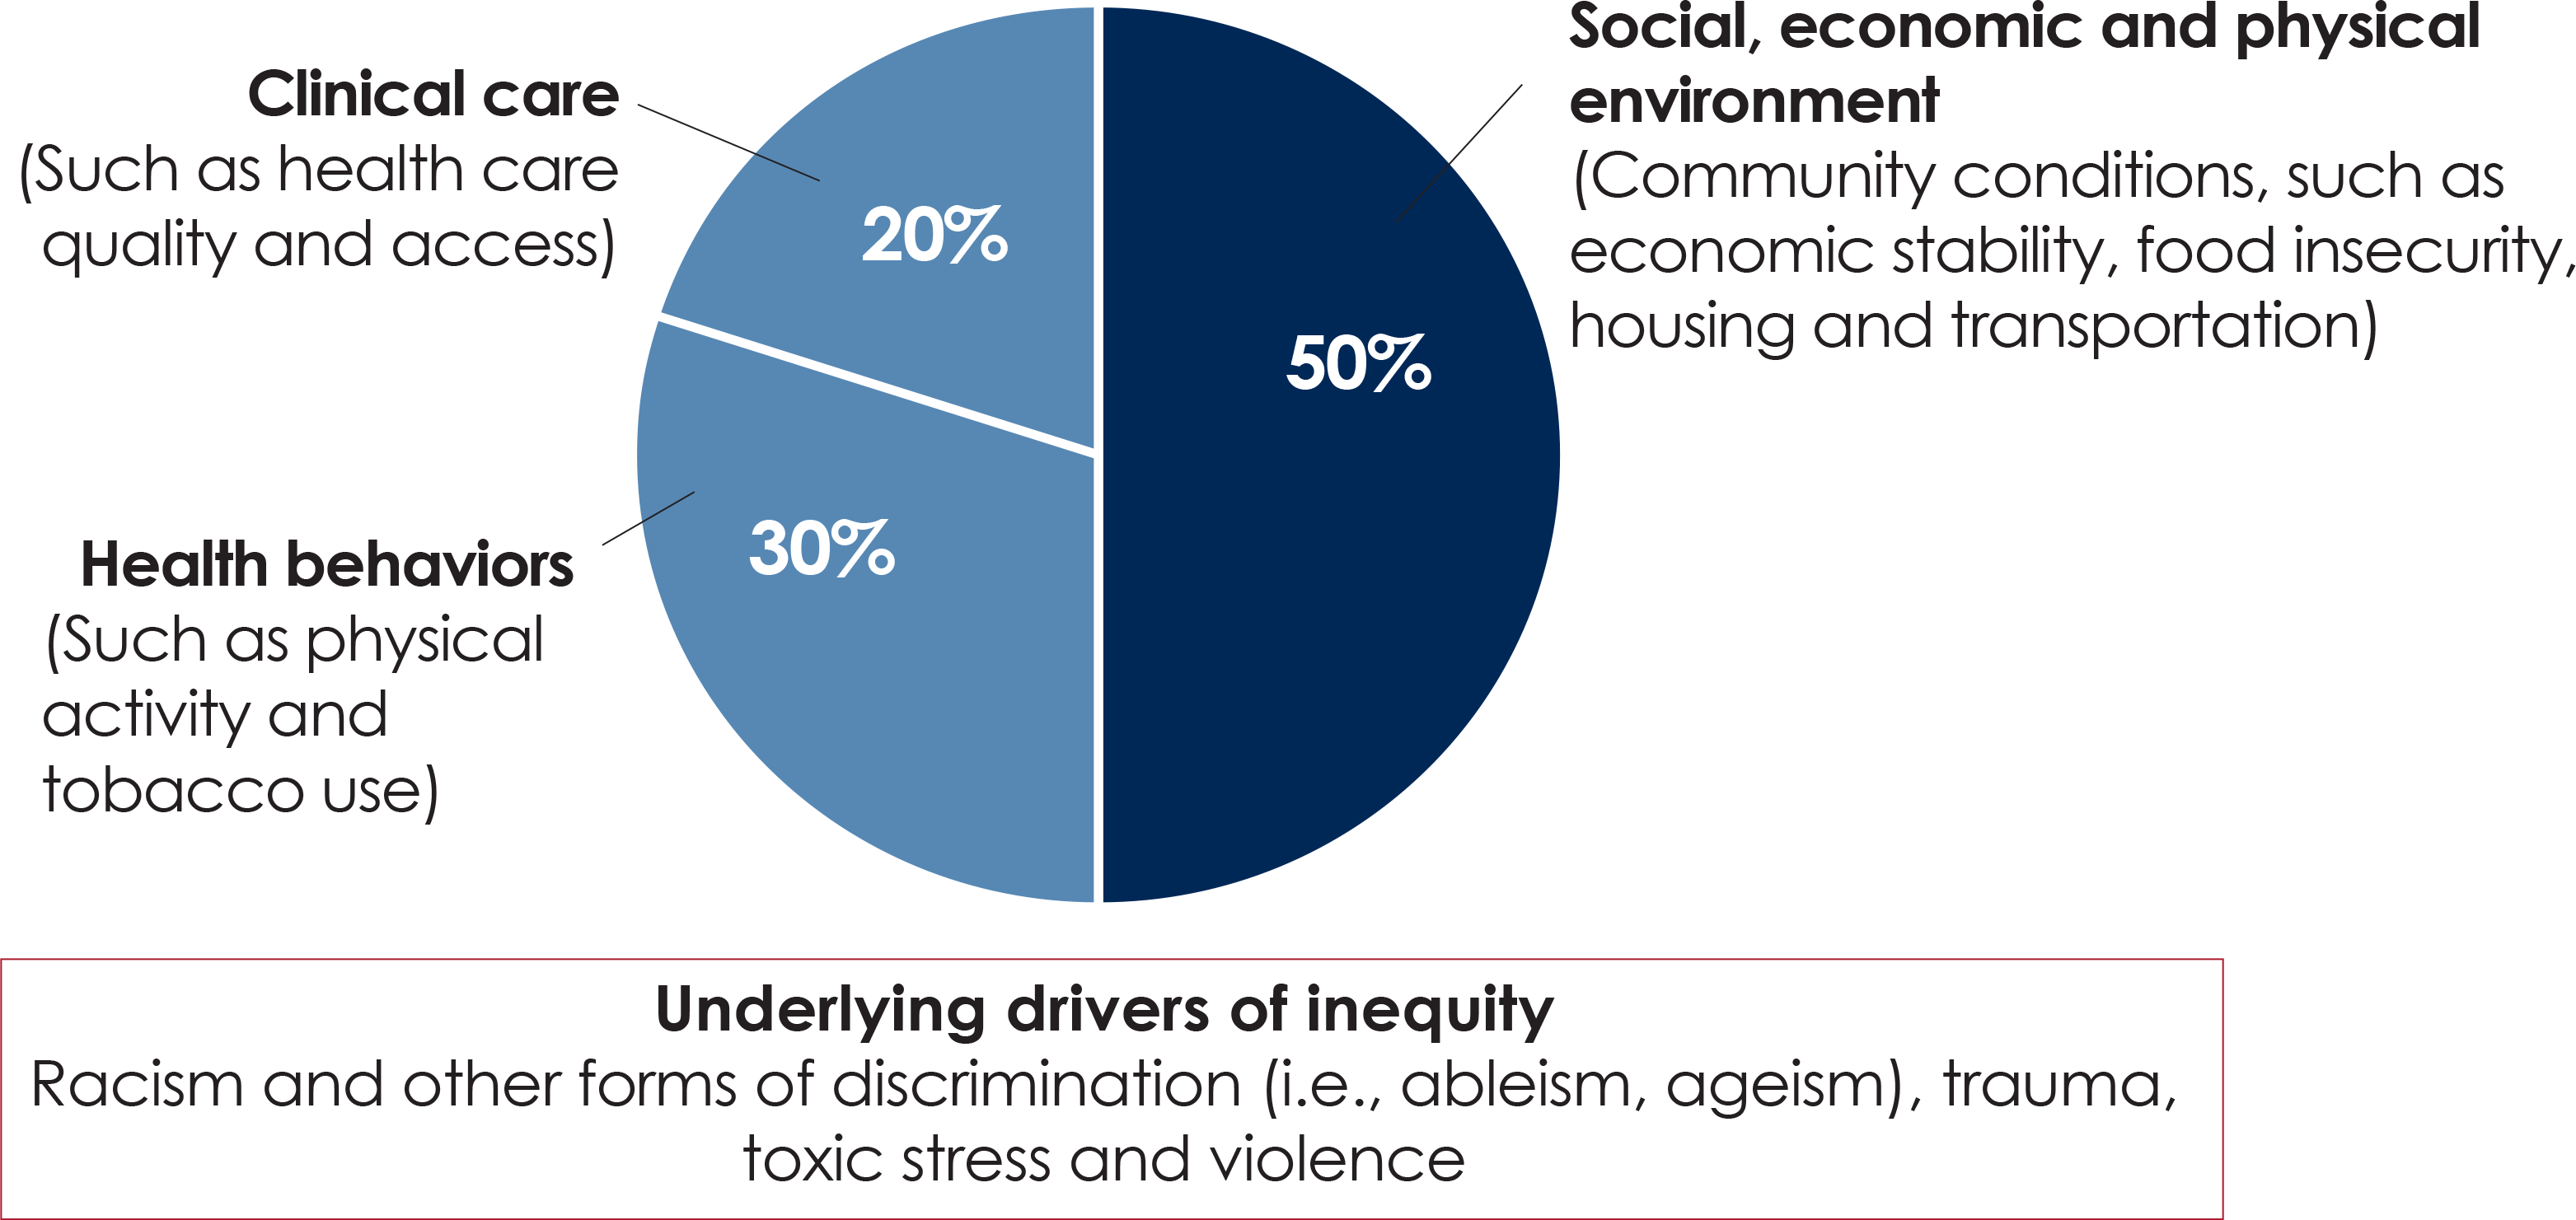 Clinical care
(Such as health care
quality and access)
20%
Social, economic and physical
environment
(Community conditions, such as
economic stability, food insecurity,
housing and transportation)
50%
Health behaviors
(Such as physical
activity and
tobacco use)
30%
Underlying drivers of inequity
Racism and other forms of discrimination (i.e., ableism, ageism), trauma,
toxic stress and violence